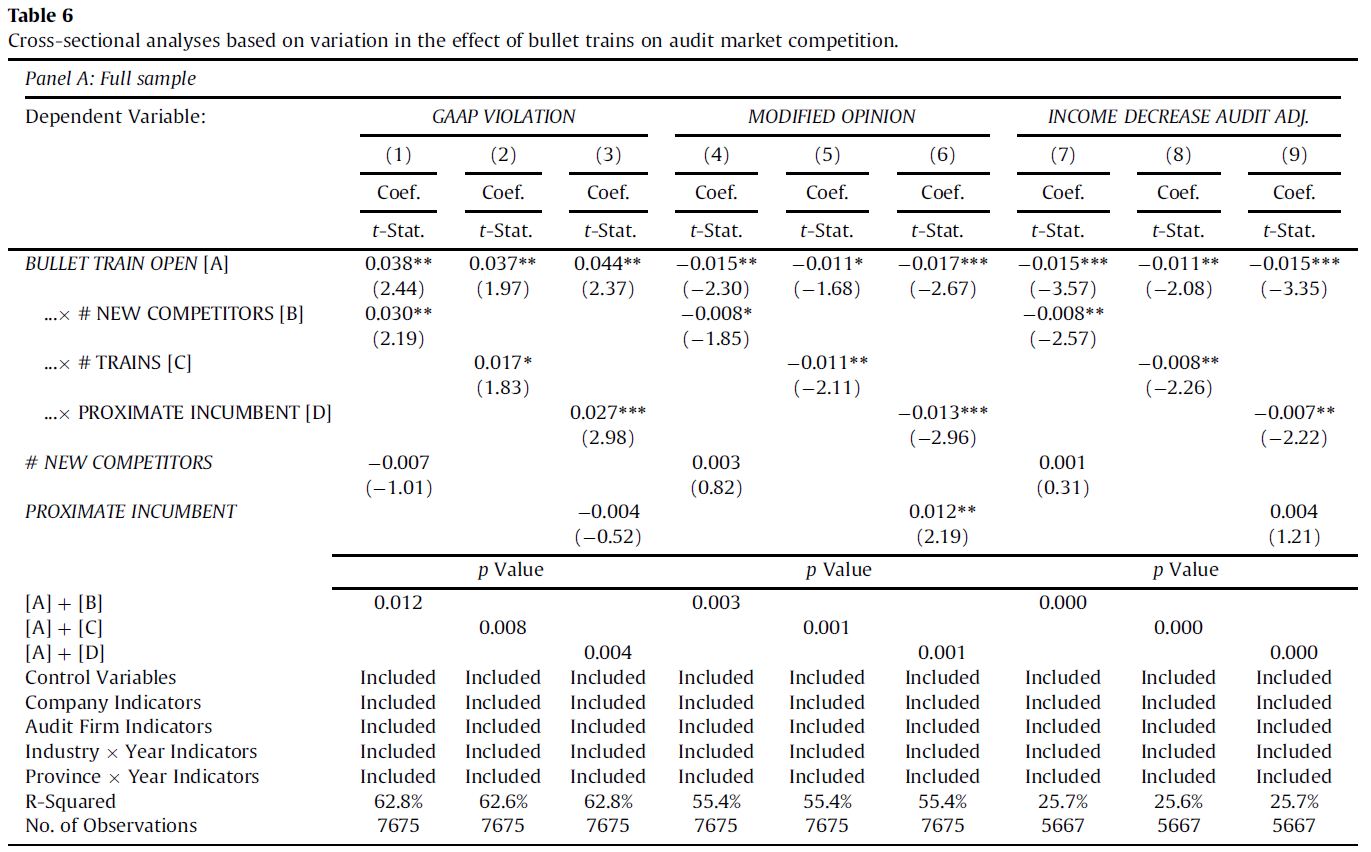 Table 6
Cross-sectional analyses based on variation in the effect of bullet trains on audit market competition.
Panel A: Full sample
Dependent Variable: GAAP VIOLATION MODIFIED OPINION INCOME DECREASE AUDIT ADJ.
(1) (2) (3) (4) (5) (6) (7) (8) (9)
Coef. Coef. Coef. Coef. Coef. Coef. Coef. Coef. Coef.
t-Stat. t-Stat. t-Stat. t-Stat. t-Stat. t-Stat. t-Stat. t-Stat. t-Stat.
BULLET TRAIN OPEN [A] 0.038** 0.037** 0.044** −0.015** −0.011* −0.017*** −0.015*** −0.011** −0.015***
(2.44) (1.97) (2.37) (−2.30) (−1.68) (−2.67) (−3.57) (−2.08) (−3.35)
...× # NEW COMPETITORS [B] 0.030** −0.008* −0.008**
(2.19) (−1.85) (−2.57)
...× # TRAINS [C] 0.017* −0.011** −0.008**
(1.83) (−2.11) (−2.26)
...× PROXIMATE INCUMBENT [D] 0.027*** −0.013*** −0.007**
(2.98) (−2.96) (−2.22)
# NEW COMPETITORS −0.007 0.003 0.001
(−1.01) (0.82) (0.31)
PROXIMATE INCUMBENT −0.004 0.012** 0.004
(−0.52) (2.19) (1.21)
p Value p Value p Value
[A] + [B] 0.012 0.003 0.000
[A] + [C] 0.008 0.001 0.000
[A] + [D] 0.004 0.001 0.000
Control Variables Included Included Included Included Included Included Included Included Included
Company Indicators Included Included Included Included Included Included Included Included Included
Audit Firm Indicators Included Included Included Included Included Included Included Included Included
Industry × Year Indicators Included Included Included Included Included Included Included Included Included
Province × Year Indicators Included Included Included Included Included Included Included Included Included
R-Squared 62.8% 62.6% 62.8% 55.4% 55.4% 55.4% 25.7% 25.6% 25.7%
No. of Observations 7675 7675 7675 7675 7675 7675 5667 5667 5667